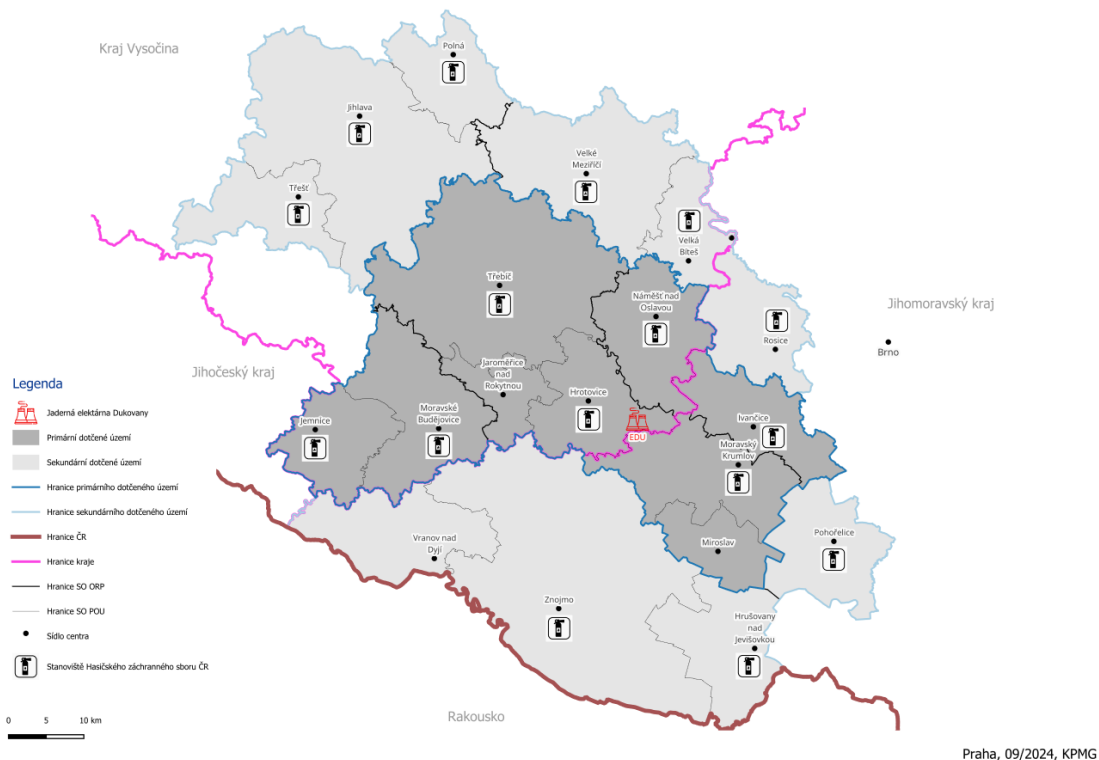 Kraj Vysočina
Polná
Jihlava
Velké
Meziříčí
Třešť
Velká
Bíteš
Třebíč
Náměšť nad
Oslavou
Jihomoravský kraj
Rosice
Brno
Jihočeský kraj
Jaroměřice
nad
Rokytnou
Hrotovice
Legenda
Jaderná elektárna Dukovany
Primární dotčené území
Sekundární dotčené území
Hranice primárního dotčeného území
Hranice sekundárního dotčeného území
Hranice ČR
Hranice kraje
Hranice SO ORP
Hranice SO POU
Sídlo centra
Stanoviště Hasičského záchranného sboru ČR
Jemnice
Moravské
Budějovice
EDU
Ivančice
Moravský
Krumlov
Vranov nad
Dyjí
Miroslav
Pohořelice
Znojmo
Hrušovany
nad
Jevišovkou
Rakousko
0 5 10 km
Praha, 09/2024, KPMG